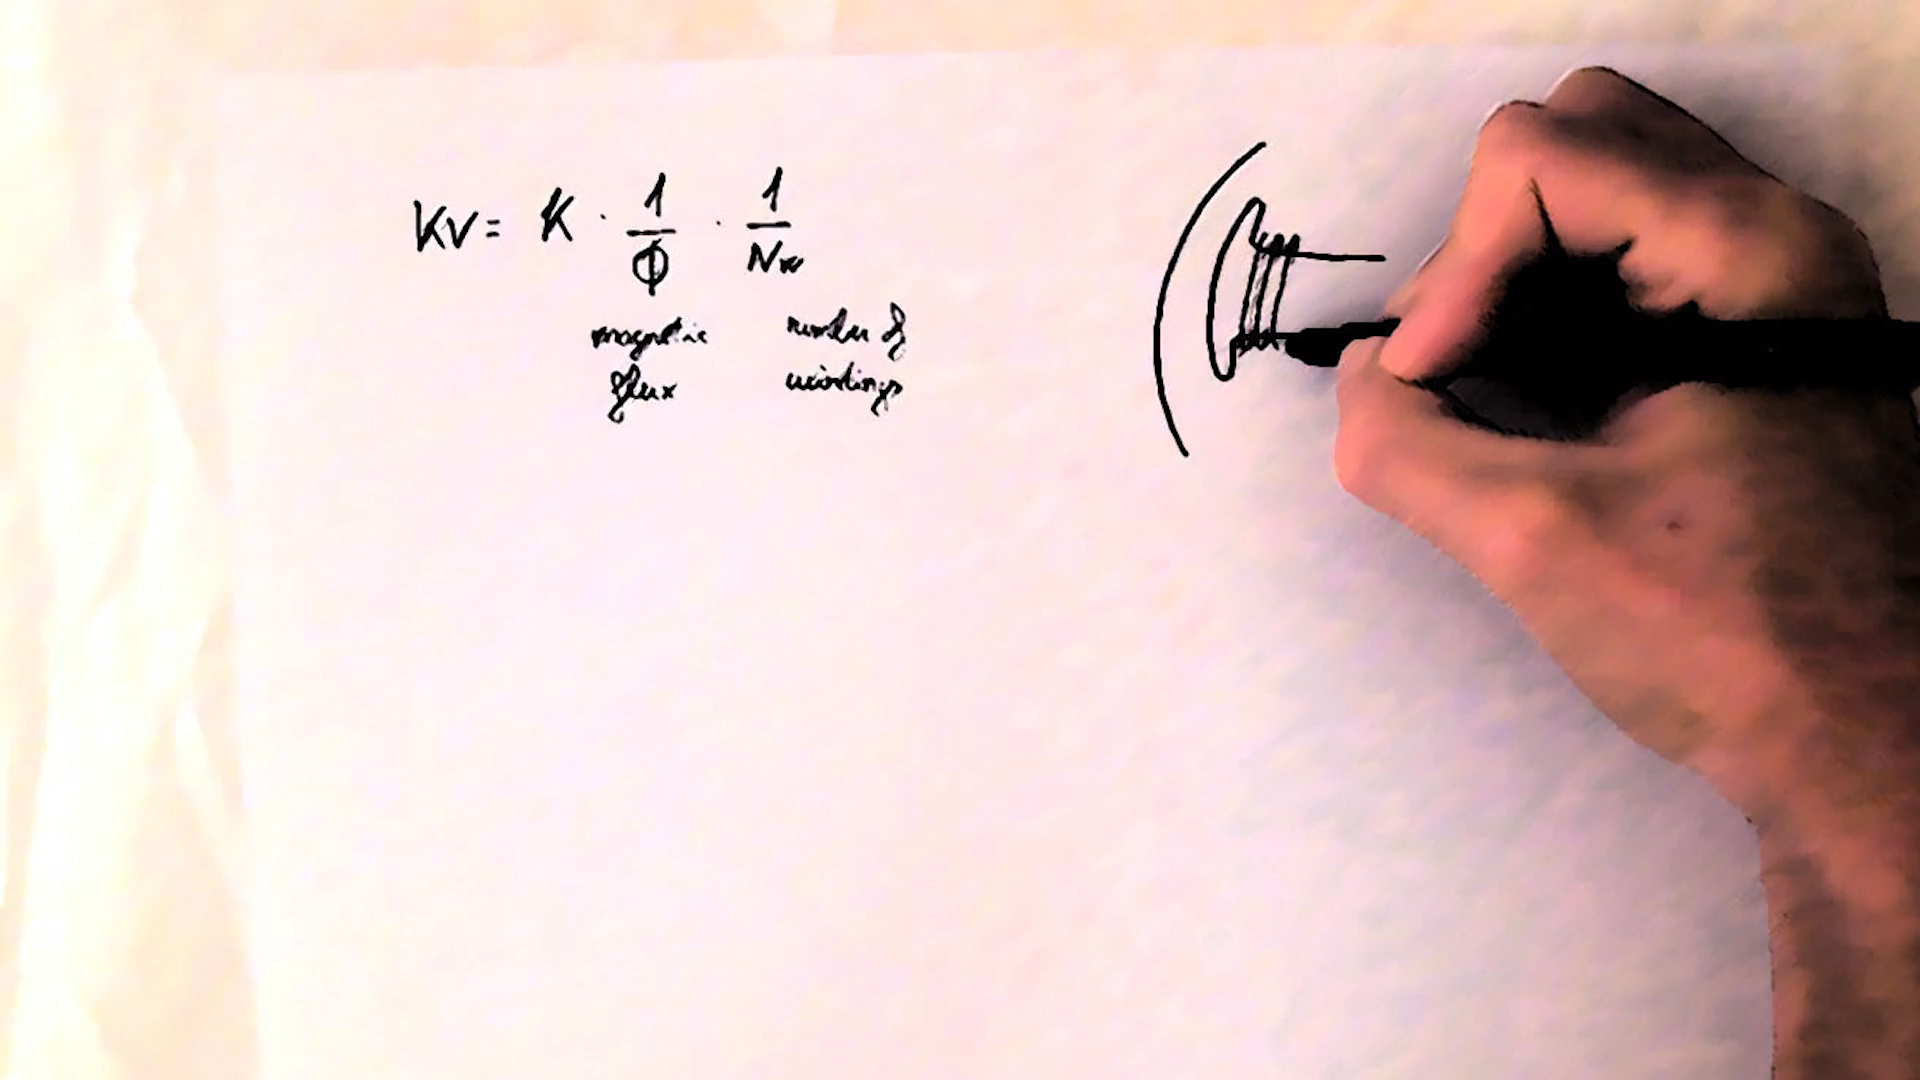 KV = K · 1/Φ · 1/Nw
magnetic flux
number of windings